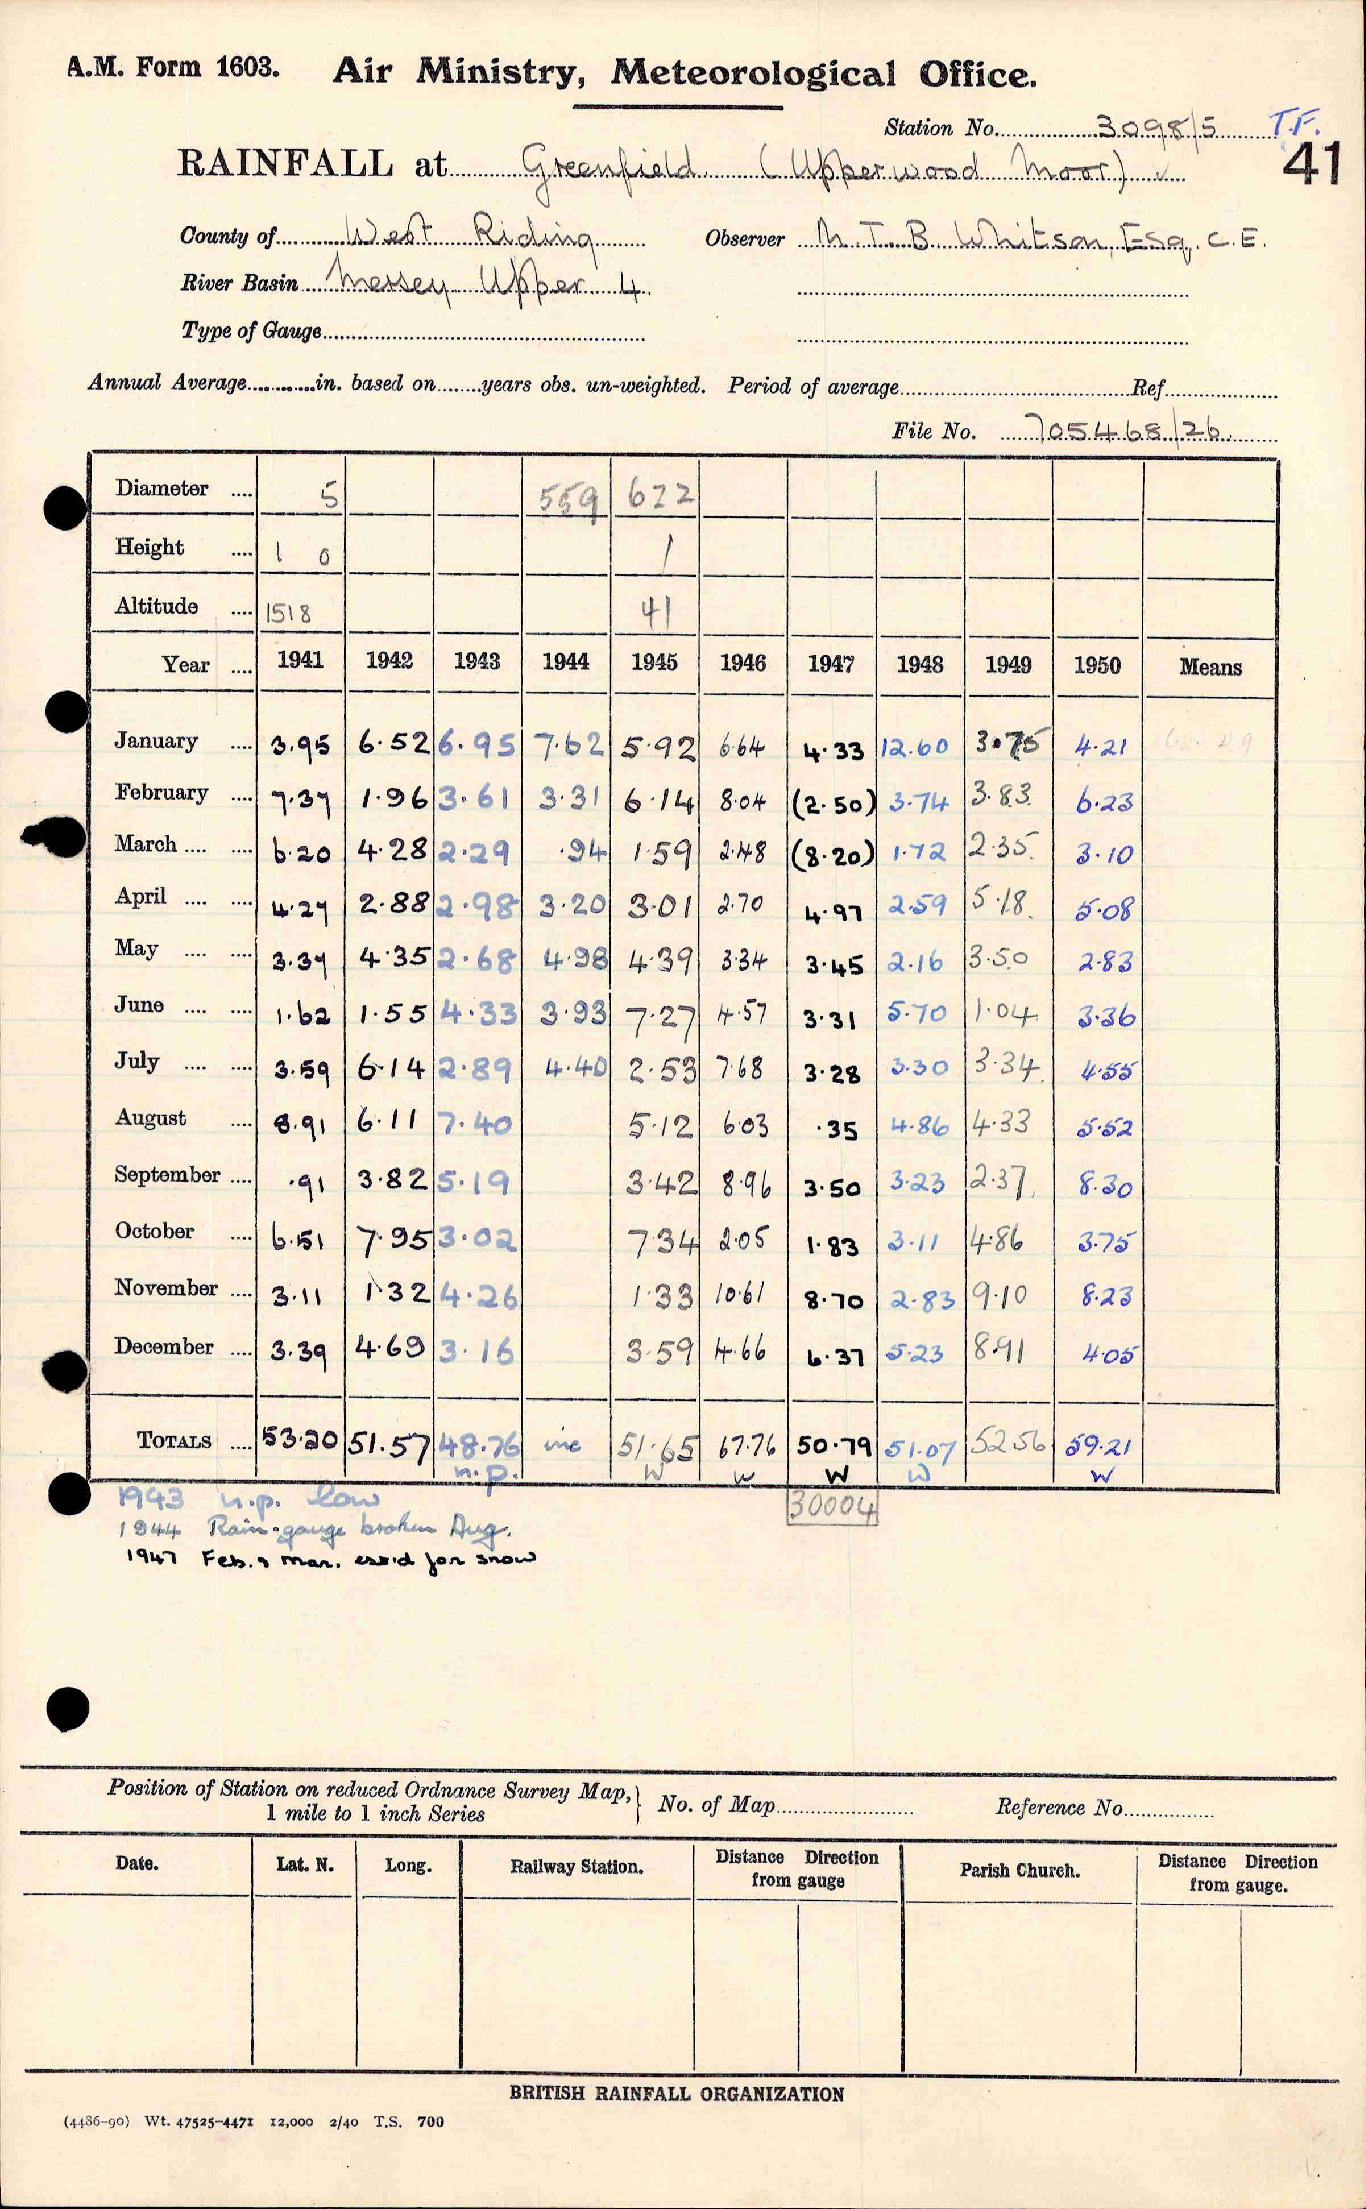 A.M. Form 1603. Air Ministry, Meteorological Office.
Station No. 3098/5 T.F.
41
RAINFALL at Greenfield (Upperwood Moor) ✓
County of West Riding Observer M. T. B. Whitson, Esq., C.E.
River Basin Mersey Upper 4
Type of Gauge
Annual Average in. based on years obs. un-weighted. Period of average Ref.
File No. 705468/26
Diameter .... 5 559 622
Height .... 1 0 1
Altitude .... 1518 41
Year .... 1941 1942 1943 1944 1945 1946 1947 1948 1949 1950 Means
January .... 3.95 6.52 6.95 7.62 5.92 6.64 4.33 12.60 3.75 4.21
February .... 7.37 1.96 3.61 3.31 6.14 8.04 (2.50) 3.74 3.83 6.23
March .... .... 6.20 4.28 2.29 .94 1.59 2.48 (8.20) 1.72 2.35 3.10
April .... .... 4.27 2.88 2.98 3.20 3.01 2.70 4.97 2.59 5.18 5.08
May .... .... 3.37 4.35 2.68 4.98 4.39 3.34 3.45 2.16 3.50 2.83
June .... .... 1.62 1.55 4.33 3.93 7.27 4.57 3.31 5.70 1.04 3.36
July .... .... 3.59 6.14 2.89 4.40 2.53 7.68 3.28 3.30 3.34 4.55
August .... 8.91 6.11 7.40 5.12 6.03 .35 4.86 4.33 5.52
September .... .91 3.82 5.19 3.42 8.96 3.50 3.23 2.37 8.30
October .... 6.51 7.95 3.02 7.34 2.05 1.83 3.11 4.86 3.75
November .... 3.11 1.32 4.26 1.33 10.61 8.70 2.83 9.10 8.23
December .... 3.39 4.69 3.16 3.59 4.66 6.37 5.23 8.91 4.05
TOTALS .... 53.20 51.57 48.76 inc 51.65 67.76 50.79 51.07 52.56 59.21
n.p. W W W W W
30004
1943 n.p. low
1944 Rain-gauge broken Aug.
1947 Feb. & Mar. est'd for snow
Position of Station on reduced Ordnance Survey Map, 1 mile to 1 inch Series } No. of Map Reference No.
Date. Lat. N. Long. Railway Station. Distance Direction from gauge Parish Church. Distance Direction from gauge.
BRITISH RAINFALL ORGANIZATION
(4486-90) Wt. 47525-4471 12,000 2/40 T.S. 700